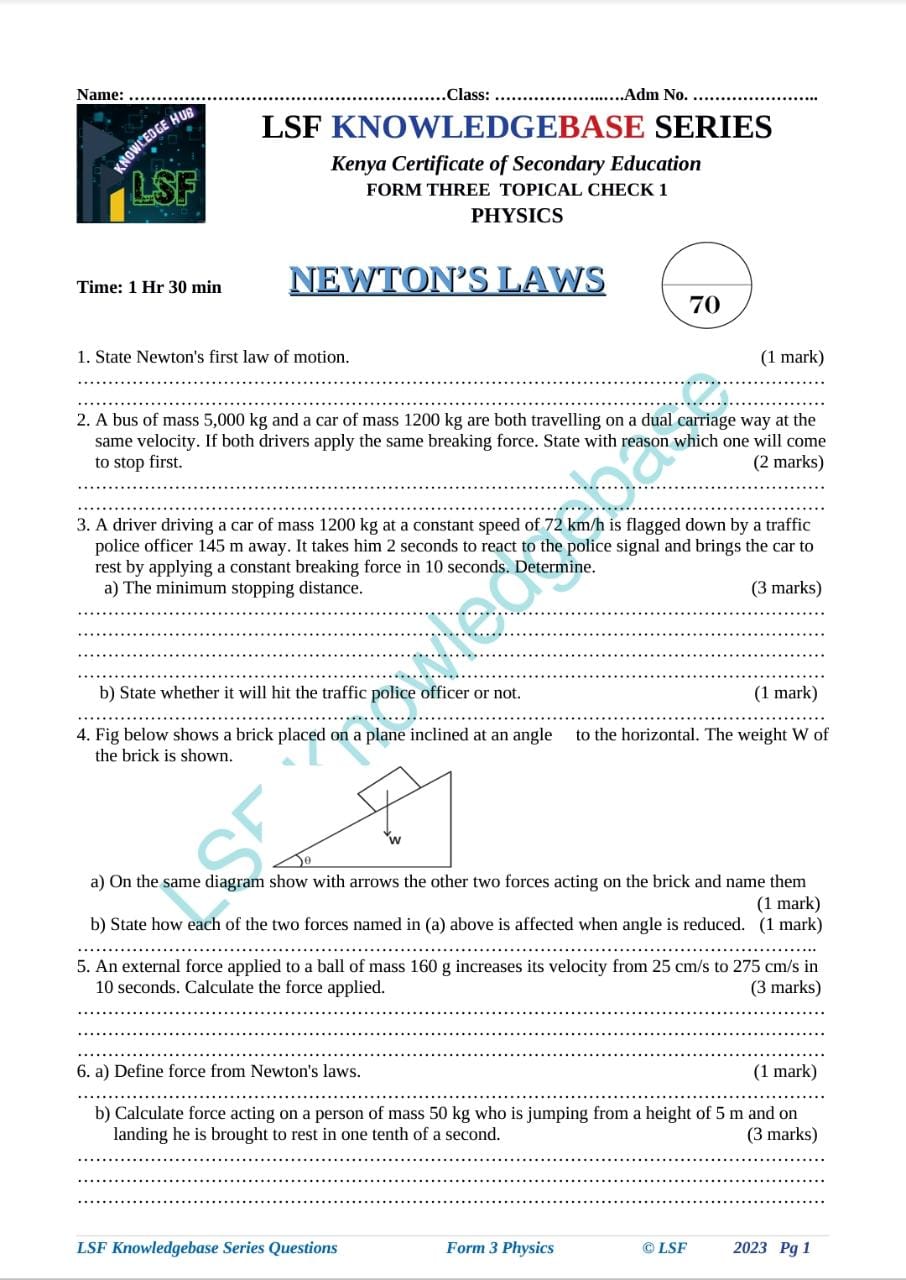 Name: ……………………………………………….Class: ………………...….Adm No. …………………..
KNOWLEDGE HUB
LSF
LSF KNOWLEDGEBASE SERIES
Kenya Certificate of Secondary Education
FORM THREE TOPICAL CHECK 1
PHYSICS
Time: 1 Hr 30 min
NEWTON'S LAWS
70
1. State Newton's first law of motion. (1 mark)
2. A bus of mass 5,000 kg and a car of mass 1200 kg are both travelling on a dual carriage way at the
same velocity. If both drivers apply the same breaking force. State with reason which one will come
to stop first. (2 marks)
3. A driver driving a car of mass 1200 kg at a constant speed of 72 km/h is flagged down by a traffic
police officer 145 m away. It takes him 2 seconds to react to the police signal and brings the car to
rest by applying a constant breaking force in 10 seconds. Determine.
a) The minimum stopping distance. (3 marks)
b) State whether it will hit the traffic police officer or not. (1 mark)
4. Fig below shows a brick placed on a plane inclined at an angle to the horizontal. The weight W of
the brick is shown.
W
θ
a) On the same diagram show with arrows the other two forces acting on the brick and name them
(1 mark)
b) State how each of the two forces named in (a) above is affected when angle is reduced. (1 mark)
5. An external force applied to a ball of mass 160 g increases its velocity from 25 cm/s to 275 cm/s in
10 seconds. Calculate the force applied. (3 marks)
6. a) Define force from Newton's laws. (1 mark)
b) Calculate force acting on a person of mass 50 kg who is jumping from a height of 5 m and on
landing he is brought to rest in one tenth of a second. (3 marks)
LSF Knowledgebase
LSF Knowledgebase Series Questions Form 3 Physics © LSF 2023 Pg 1